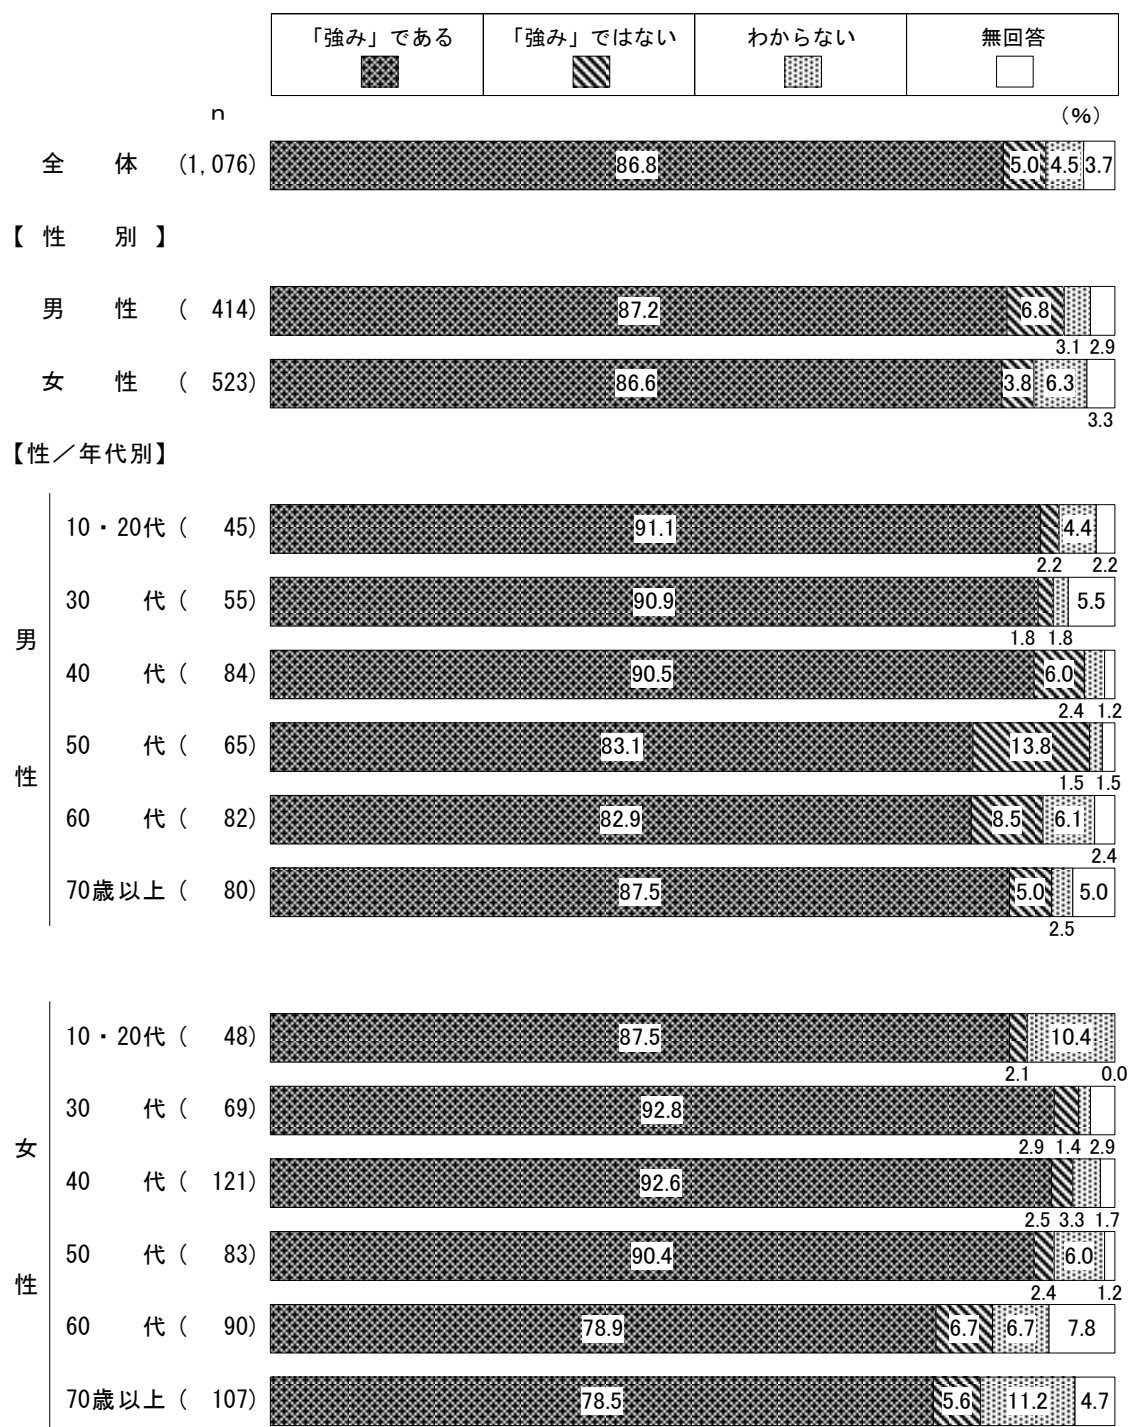 「強み」である 「強み」ではない わからない 無回答
n (%)
全 体 (1,076) 86.8 5.0 4.5 3.7
【 性 別 】
男 性 ( 414) 87.2 6.8
3.1 2.9
女 性 ( 523) 86.6 3.8 6.3
3.3
【性/年代別】
男性
10・20代 ( 45) 91.1 4.4
2.2 2.2
30 代 ( 55) 90.9 5.5
1.8 1.8
40 代 ( 84) 90.5 6.0
2.4 1.2
50 代 ( 65) 83.1 13.8
1.5 1.5
60 代 ( 82) 82.9 8.5 6.1
2.4
70歳以上 ( 80) 87.5 5.0 5.0
2.5
女性
10・20代 ( 48) 87.5 10.4
2.1 0.0
30 代 ( 69) 92.8
2.9 1.4 2.9
40 代 ( 121) 92.6
2.5 3.3 1.7
50 代 ( 83) 90.4 6.0
2.4 1.2
60 代 ( 90) 78.9 6.7 6.7 7.8
70歳以上 ( 107) 78.5 5.6 11.2 4.7